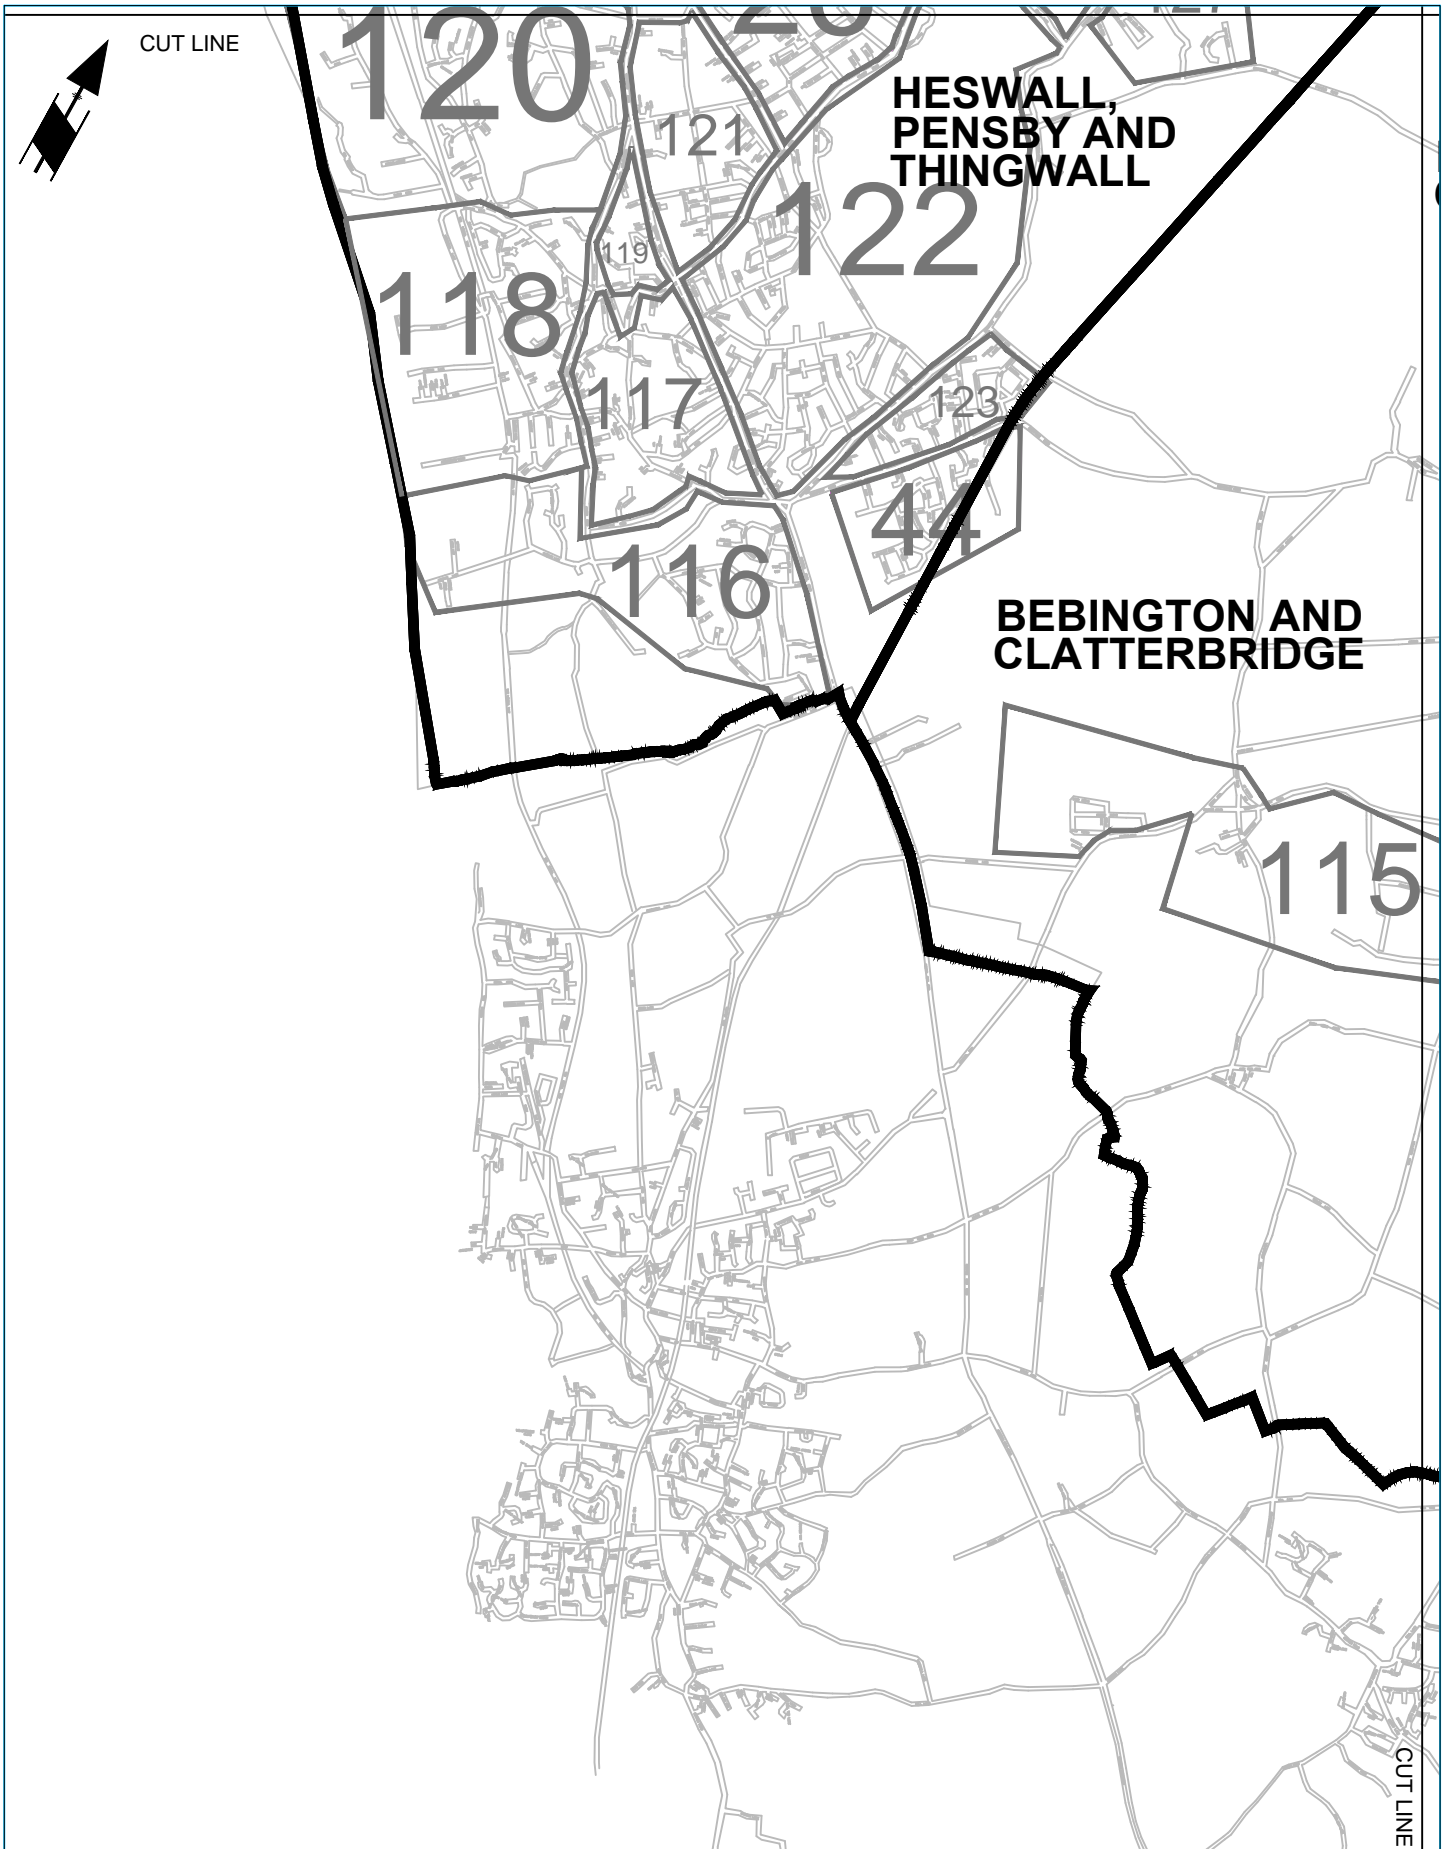 CUT LINE
120
121
HESWALL,
PENSBY AND
THINGWALL
122
119
118
117
123
44
116
BEBINGTON AND
CLATTERBRIDGE
115
CUT LINE